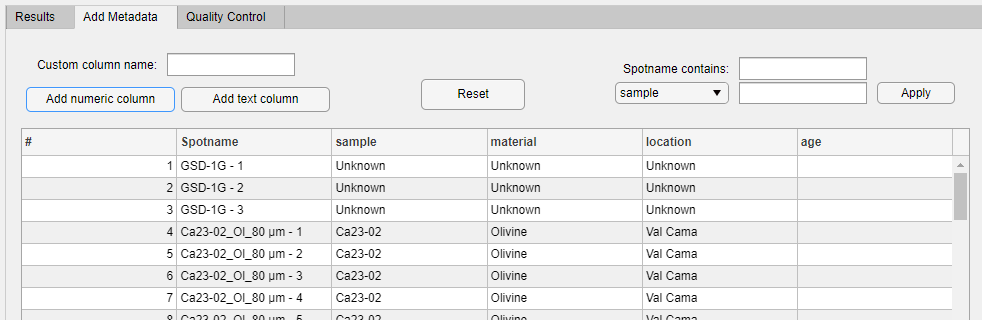 Results Add Metadata Quality Control
Custom column name:
Spotname contains:
Add numeric column Add text column Reset sample Apply
# Spotname sample material location age
1 GSD-1G - 1 Unknown Unknown Unknown
2 GSD-1G - 2 Unknown Unknown Unknown
3 GSD-1G - 3 Unknown Unknown Unknown
4 Ca23-02_Ol_80 µm - 1 Ca23-02 Olivine Val Cama
5 Ca23-02_Ol_80 µm - 2 Ca23-02 Olivine Val Cama
6 Ca23-02_Ol_80 µm - 3 Ca23-02 Olivine Val Cama
7 Ca23-02_Ol_80 µm - 4 Ca23-02 Olivine Val Cama
8 Ca23-02_Ol_80 µm - 5 Ca23-02 Olivine Val Cama